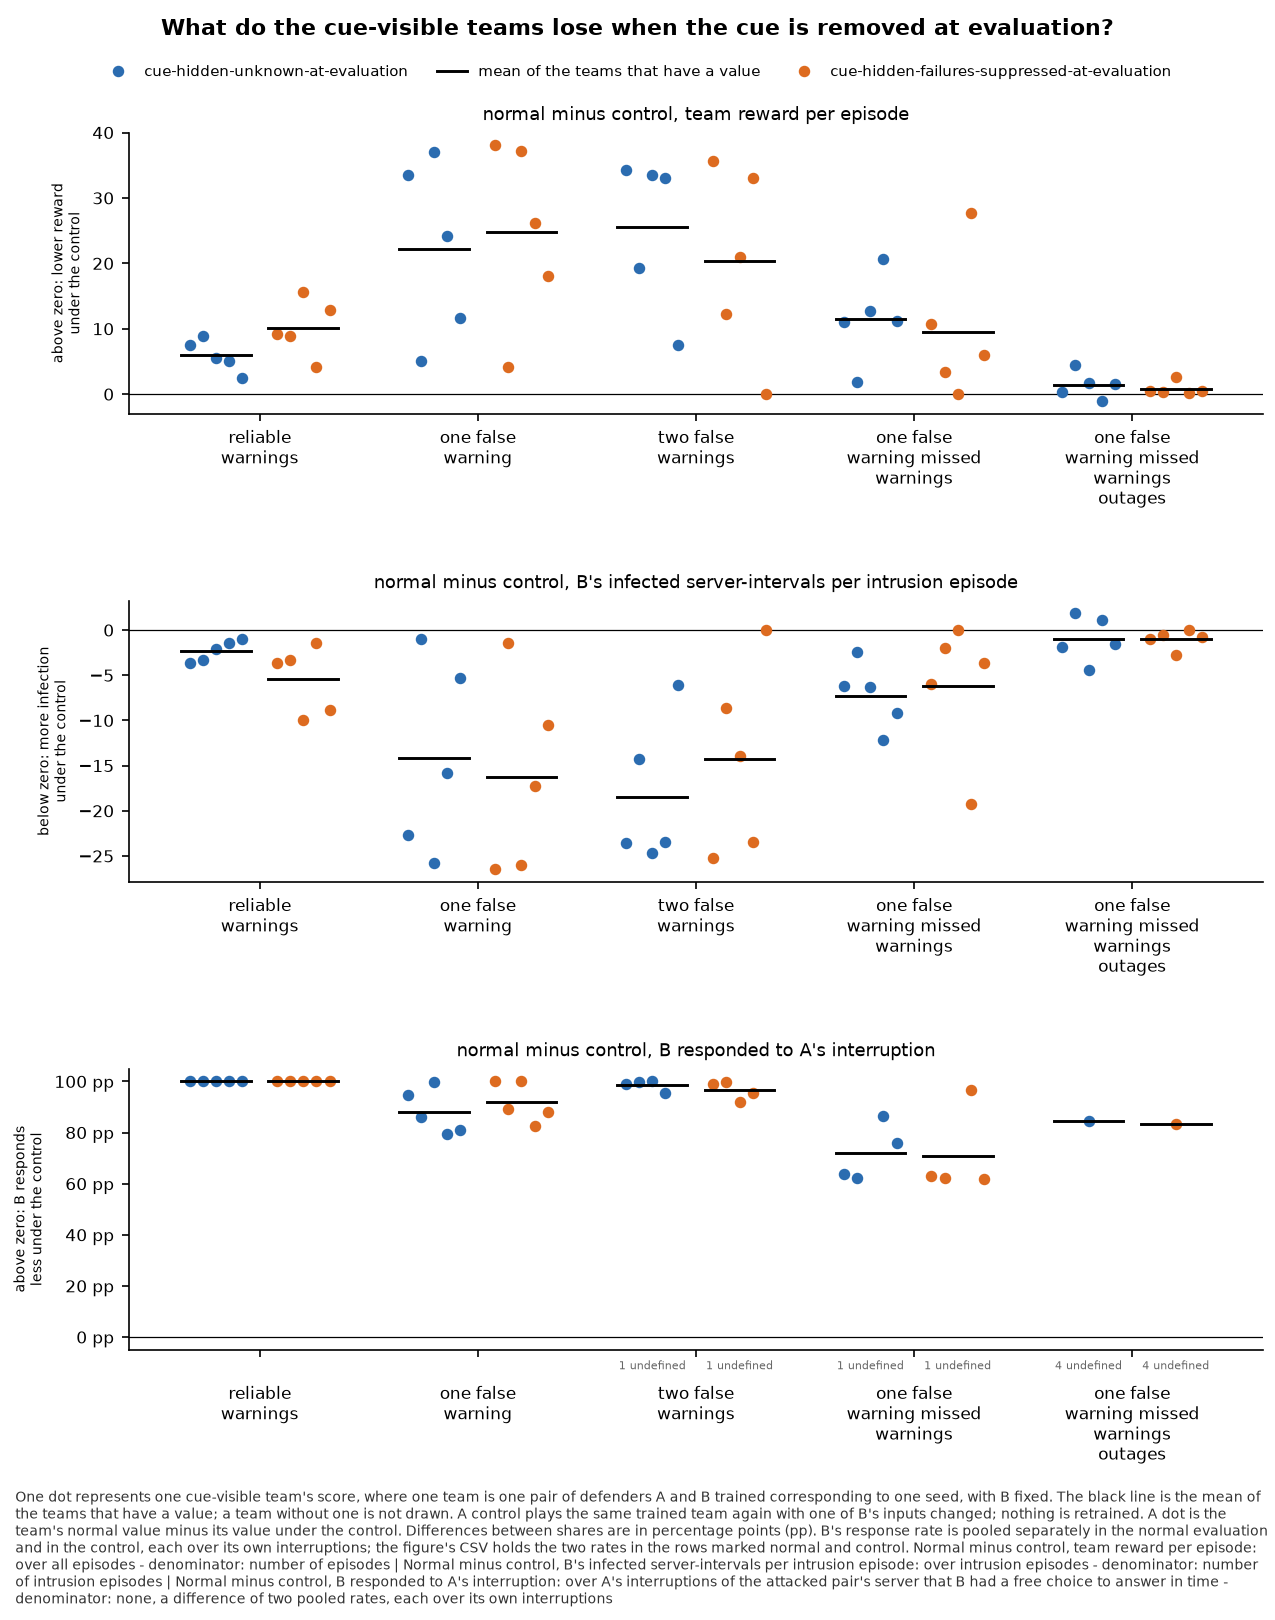 What do the cue-visible teams lose when the cue is removed at evaluation?
cue-hidden-unknown-at-evaluation
mean of the teams that have a value
cue-hidden-failures-suppressed-at-evaluation
normal minus control, team reward per episode
above zero: lower reward
under the control
40
30
20
10
0
reliable
warnings
one false
warning
two false
warnings
one false
warning missed
warnings
one false
warning missed
warnings
outages
normal minus control, B's infected server-intervals per intrusion episode
below zero: more infection
under the control
0
−5
−10
−15
−20
−25
reliable
warnings
one false
warning
two false
warnings
one false
warning missed
warnings
one false
warning missed
warnings
outages
normal minus control, B responded to A's interruption
above zero: B responds
less under the control
100 pp
80 pp
60 pp
40 pp
20 pp
0 pp
1 undefined
1 undefined
1 undefined
1 undefined
4 undefined
4 undefined
reliable
warnings
one false
warning
two false
warnings
one false
warning missed
warnings
one false
warning missed
warnings
outages
One dot represents one cue-visible team's score, where one team is one pair of defenders A and B trained corresponding to one seed, with B fixed. The black line is the mean of
the teams that have a value; a team without one is not drawn. A control plays the same trained team again with one of B's inputs changed; nothing is retrained. A dot is the
team's normal value minus its value under the control. Differences between shares are in percentage points (pp). B's response rate is pooled separately in the normal evaluation
and in the control, each over its own interruptions; the figure's CSV holds the two rates in the rows marked normal and control. Normal minus control, team reward per episode:
over all episodes - denominator: number of episodes | Normal minus control, B's infected server-intervals per intrusion episode: over intrusion episodes - denominator: number
of intrusion episodes | Normal minus control, B responded to A's interruption: over A's interruptions of the attacked pair's server that B had a free choice to answer in time -
denominator: none, a difference of two pooled rates, each over its own interruptions